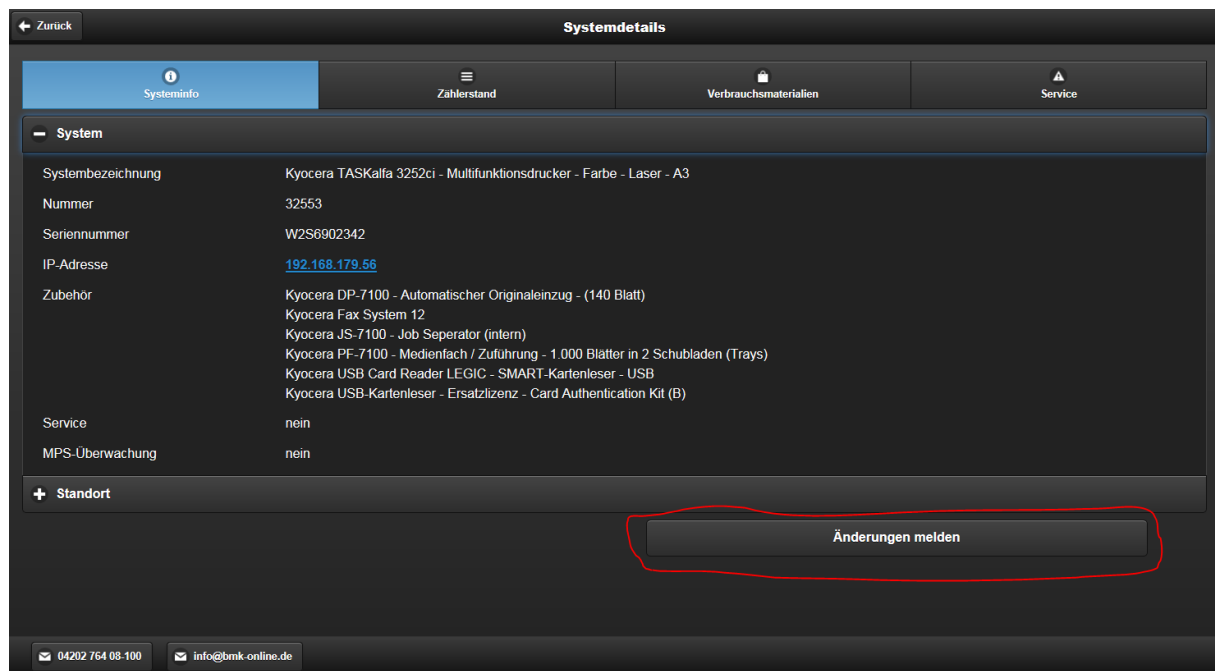 Zurück
Systemdetails
Systeminfo
Zählerstand
Verbrauchsmaterialien
Service
System
Systembezeichnung Kyocera TASKalfa 3252ci - Multifunktionsdrucker - Farbe - Laser - A3
Nummer 32553
Seriennummer W2S6902342
IP-Adresse 192.168.179.56
Zubehör Kyocera DP-7100 - Automatischer Originaleinzug - (140 Blatt)
Kyocera Fax System 12
Kyocera JS-7100 - Job Seperator (intern)
Kyocera PF-7100 - Medienfach / Zuführung - 1.000 Blätter in 2 Schubladen (Trays)
Kyocera USB Card Reader LEGIC - SMART-Kartenleser - USB
Kyocera USB-Kartenleser - Ersatzlizenz - Card Authentication Kit (B)
Service nein
MPS-Überwachung nein
Standort
Änderungen melden
04202 764 08-100 info@bmk-online.de